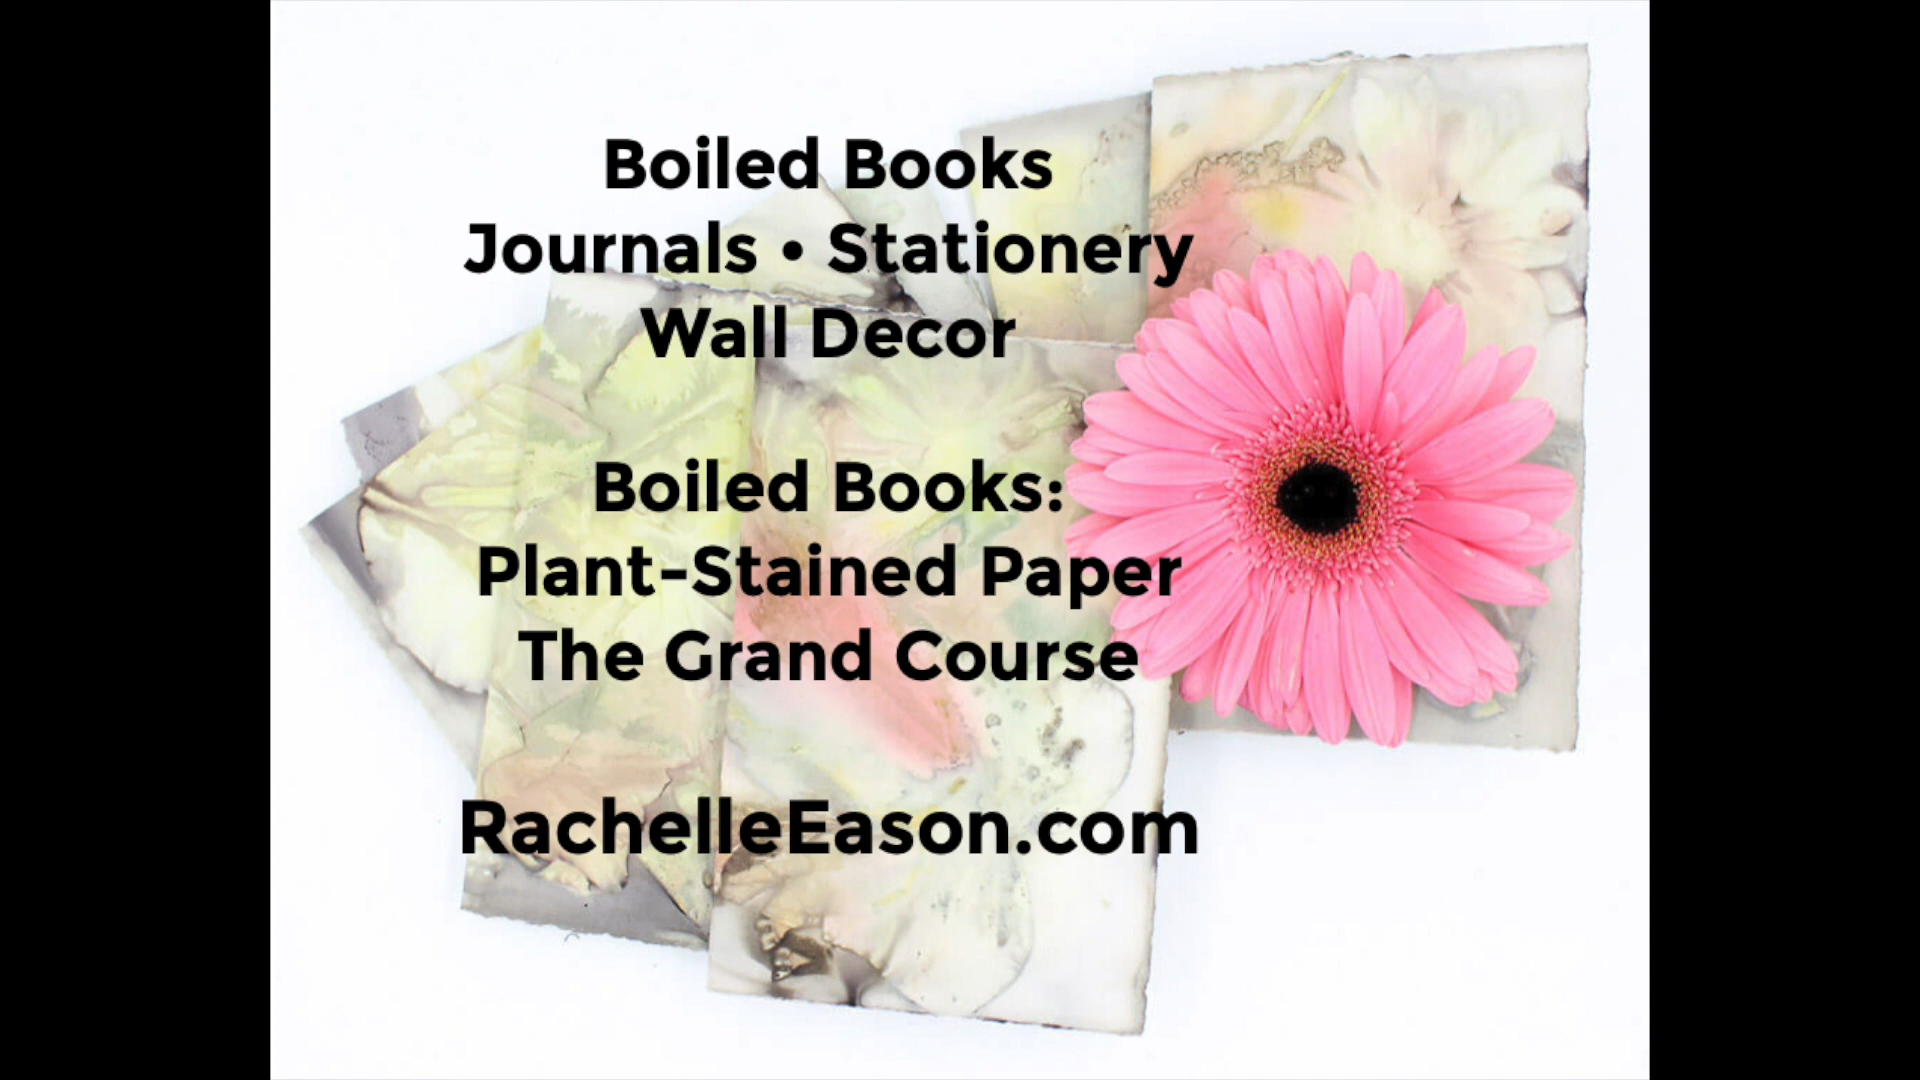 Boiled Books
Journals • Stationery
Wall Decor
Boiled Books:
Plant-Stained Paper
The Grand Course
RachelleEason.com